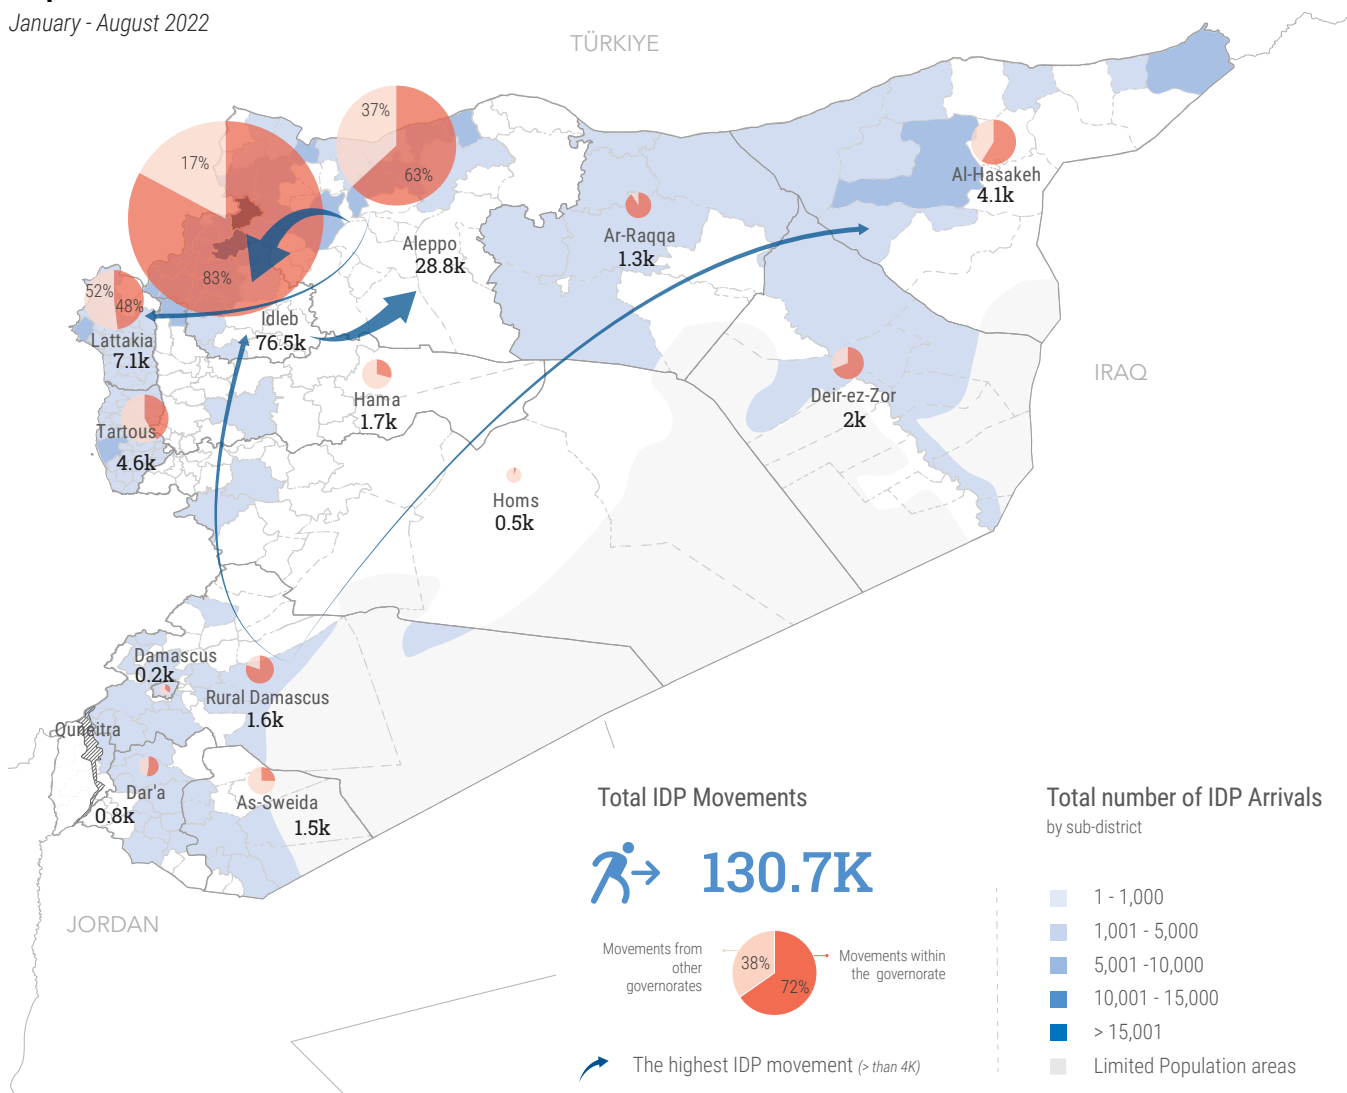 January - August 2022
TÜRKIYE
37%
63%
17%
83%
Al-Hasakeh
4.1k
Ar-Raqqa
1.3k
Aleppo
28.8k
52%
48%
Idleb
76.5k
Lattakia
7.1k
IRAQ
Deir-ez-Zor
2k
Hama
1.7k
Tartous
4.6k
Homs
0.5k
Damascus
0.2k
Rural Damascus
1.6k
Quneitra
Dar'a
0.8k
As-Sweida
1.5k
JORDAN
Total IDP Movements
130.7K
Movements from
other
governorates
38%
72%
Movements within
the governorate
The highest IDP movement (> than 4K)
Total number of IDP Arrivals
by sub-district
1 - 1,000
1,001 - 5,000
5,001 -10,000
10,001 - 15,000
> 15,001
Limited Population areas